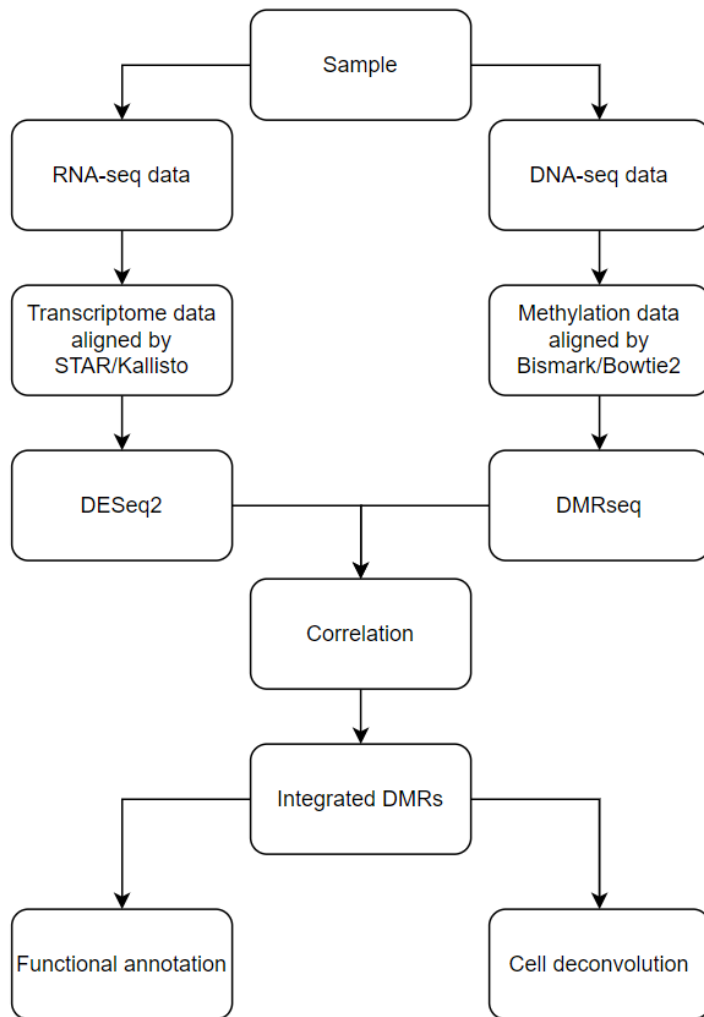 Sample
RNA-seq data
DNA-seq data
Transcriptome data
aligned by
STAR/Kallisto
Methylation data
aligned by
Bismark/Bowtie2
DESeq2
DMRseq
Correlation
Integrated DMRs
Functional annotation
Cell deconvolution